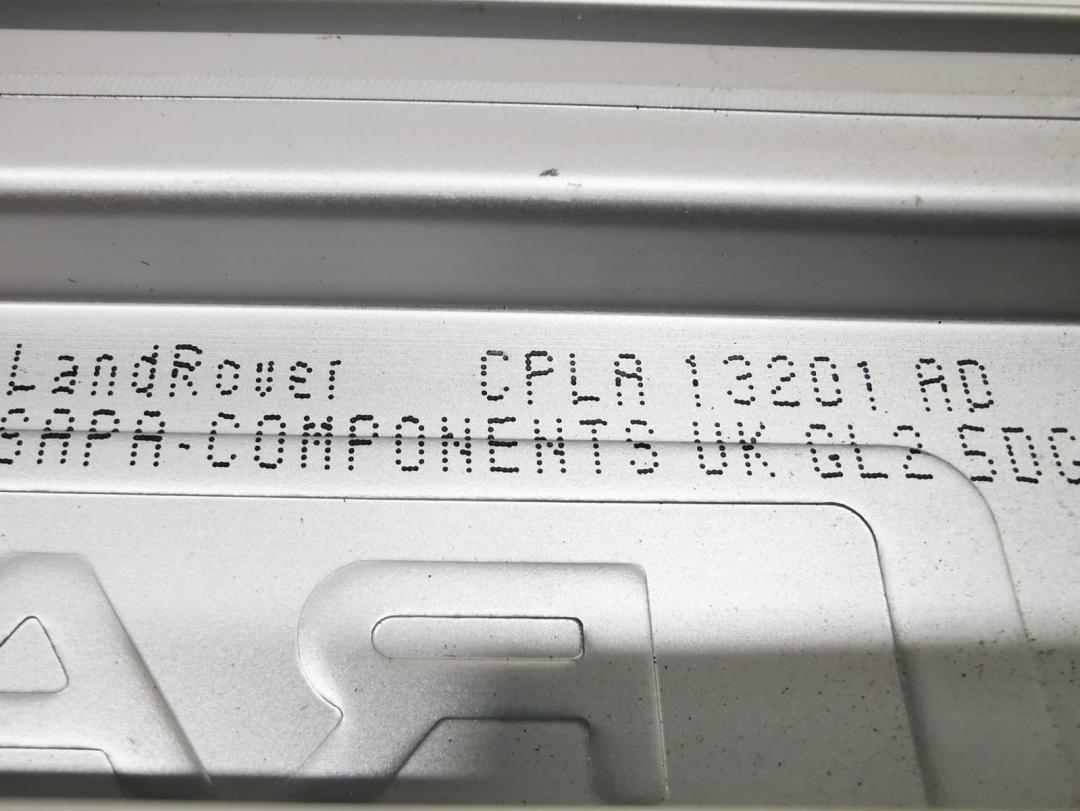 LandRover CPLA 13201 AD
SAPA-COMPONENTS UK GL2 5DG